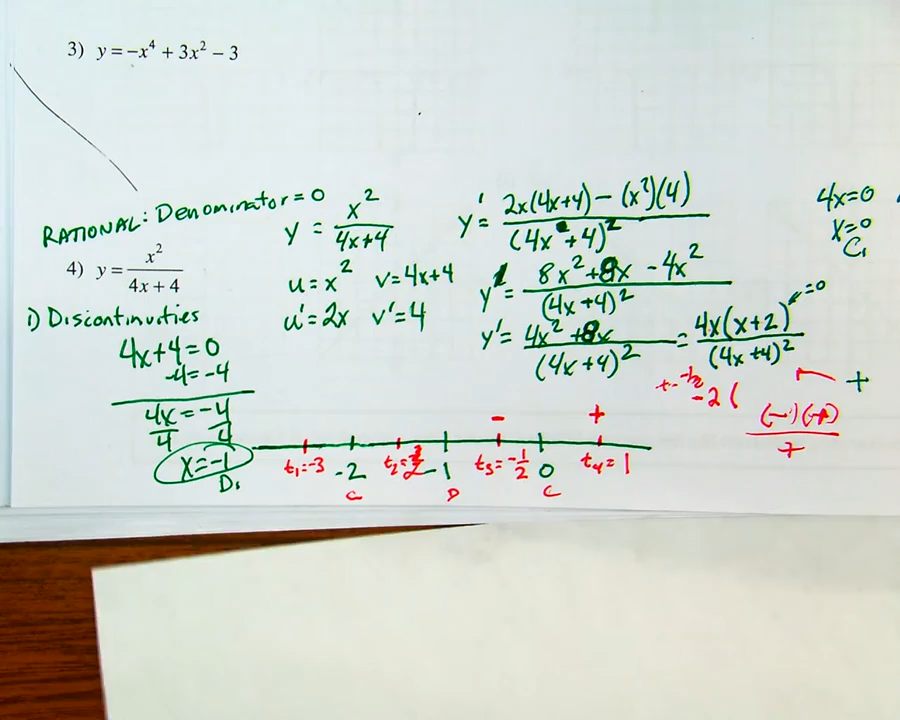 3) y = −x⁴ + 3x² − 3
RATIONAL: Denominator = 0
4) y = x² / (4x + 4)
1) Discontinuities
4x+4=0
-4=-4
4x/4 = -4/4
x=-1
D₁
y = x² / (4x+4)
u=x² v=4x+4
u'=2x v'=4
y' = (2x(4x+4) - (x²)(4)) / (4x+4)²
y' = (8x²+8x - 4x²) / (4x+4)²
y' = (4x²+8x) / (4x+4)² = 4x(x+2) / (4x+4)²
=0
4x=0
x=0
C₁
-2(
+
(-)(+) / +
- +
t₁=-3 -2 -1 t₃=-1/2 0 t₄=1
C D C